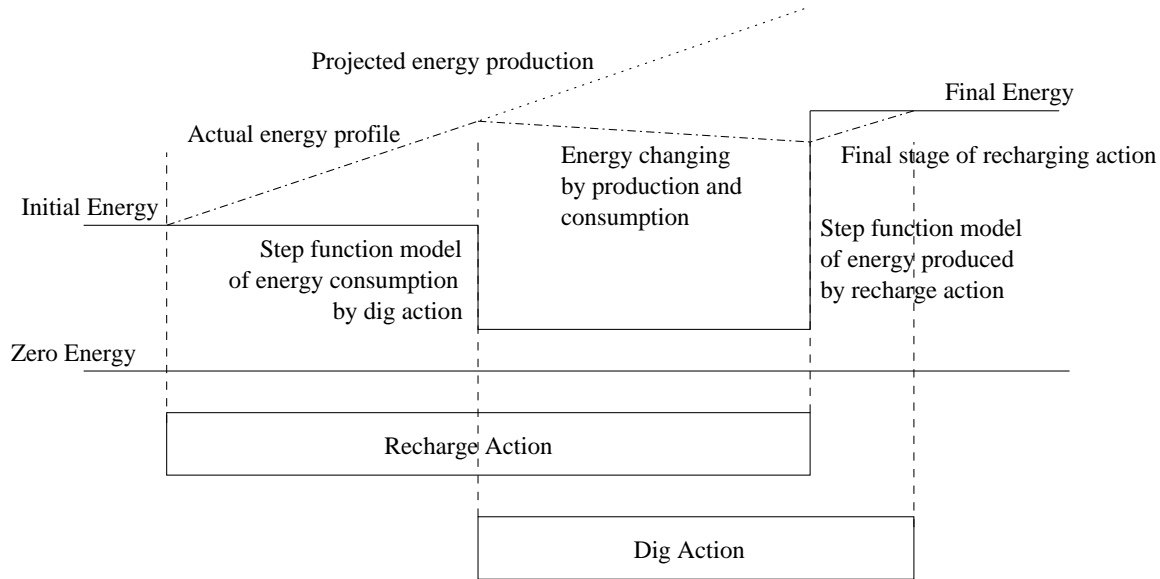 Projected energy production
Final Energy
Actual energy profile
Energy changing
by production and
consumption
Final stage of recharging action
Initial Energy
Step function model
of energy consumption
by dig action
Step function model
of energy produced
by recharge action
Zero Energy
Recharge Action
Dig Action